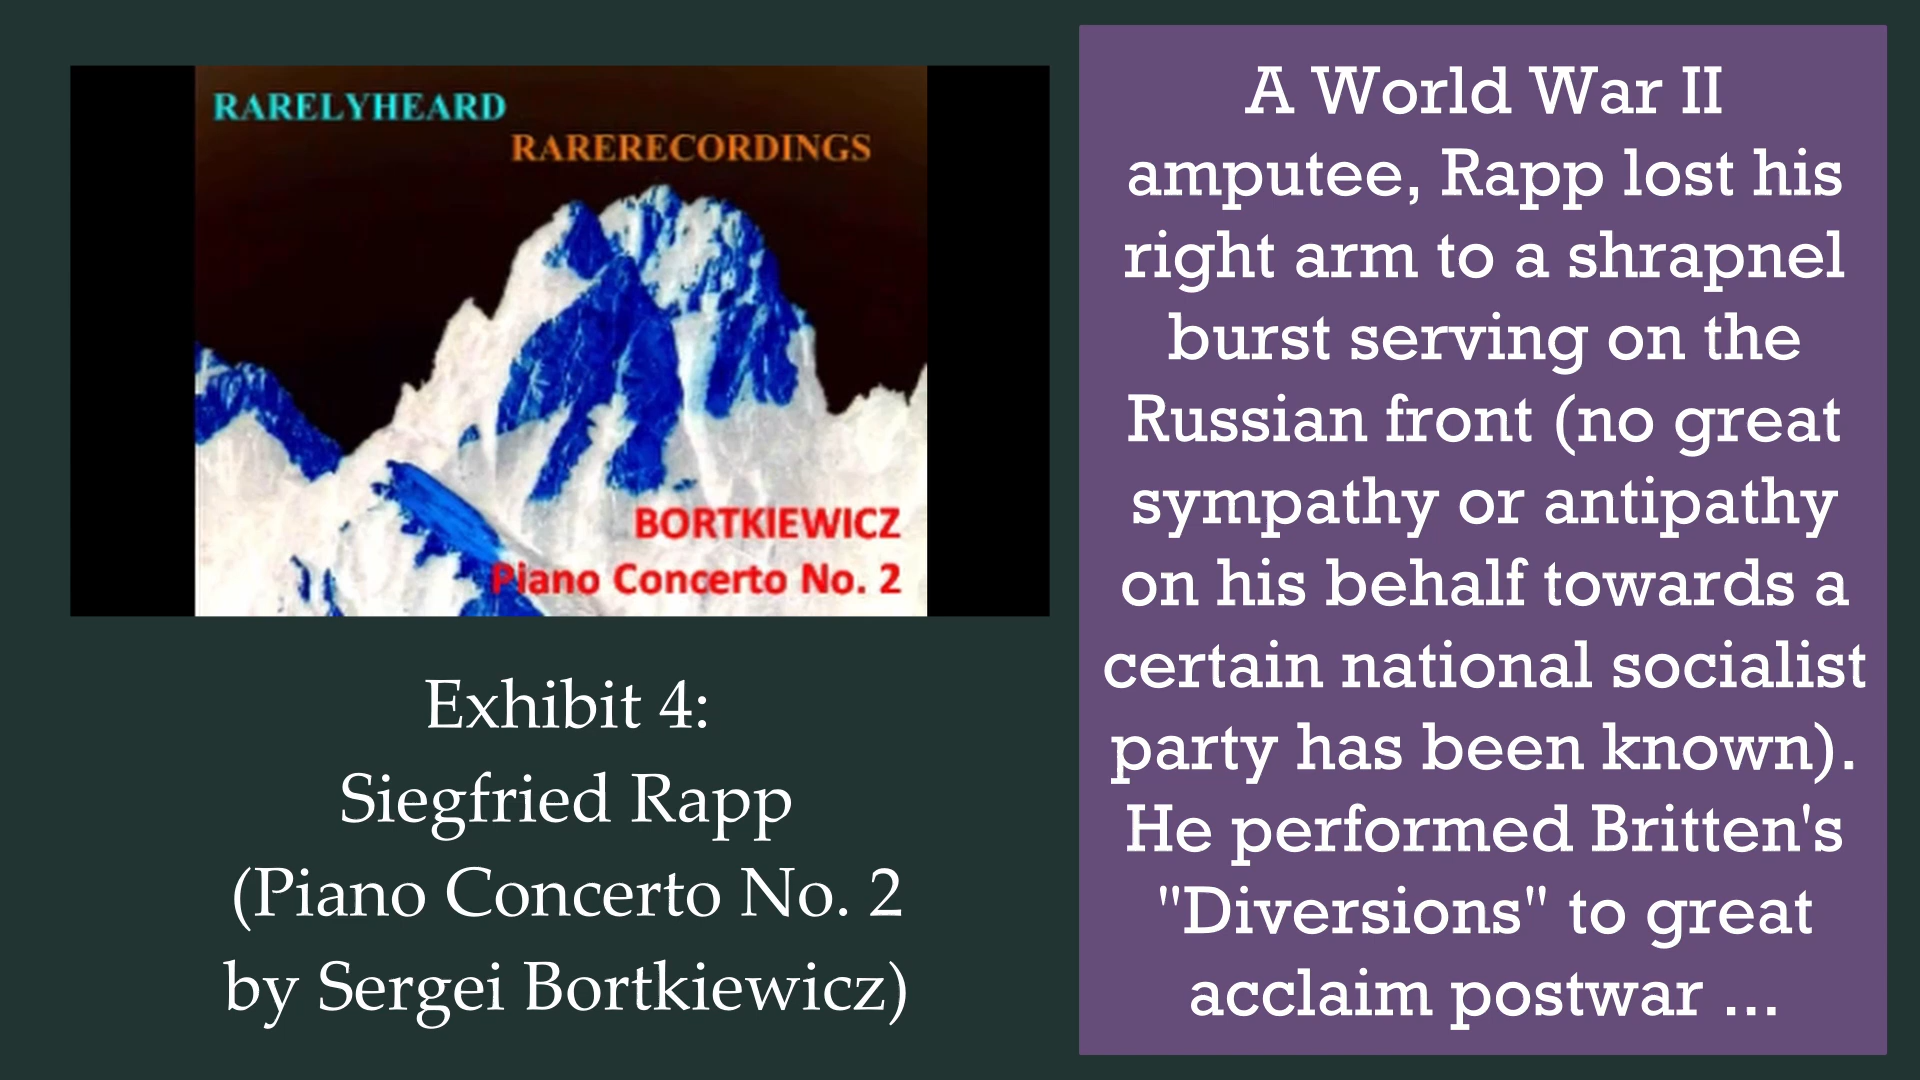 RARELYHEARD
RARERECORDINGS
BORTKIEWICZ
Piano Concerto No. 2
Exhibit 4:
Siegfried Rapp
(Piano Concerto No. 2
by Sergei Bortkiewicz)
A World War II
amputee, Rapp lost his
right arm to a shrapnel
burst serving on the
Russian front (no great
sympathy or antipathy
on his behalf towards a
certain national socialist
party has been known).
He performed Britten's
"Diversions" to great
acclaim postwar ...